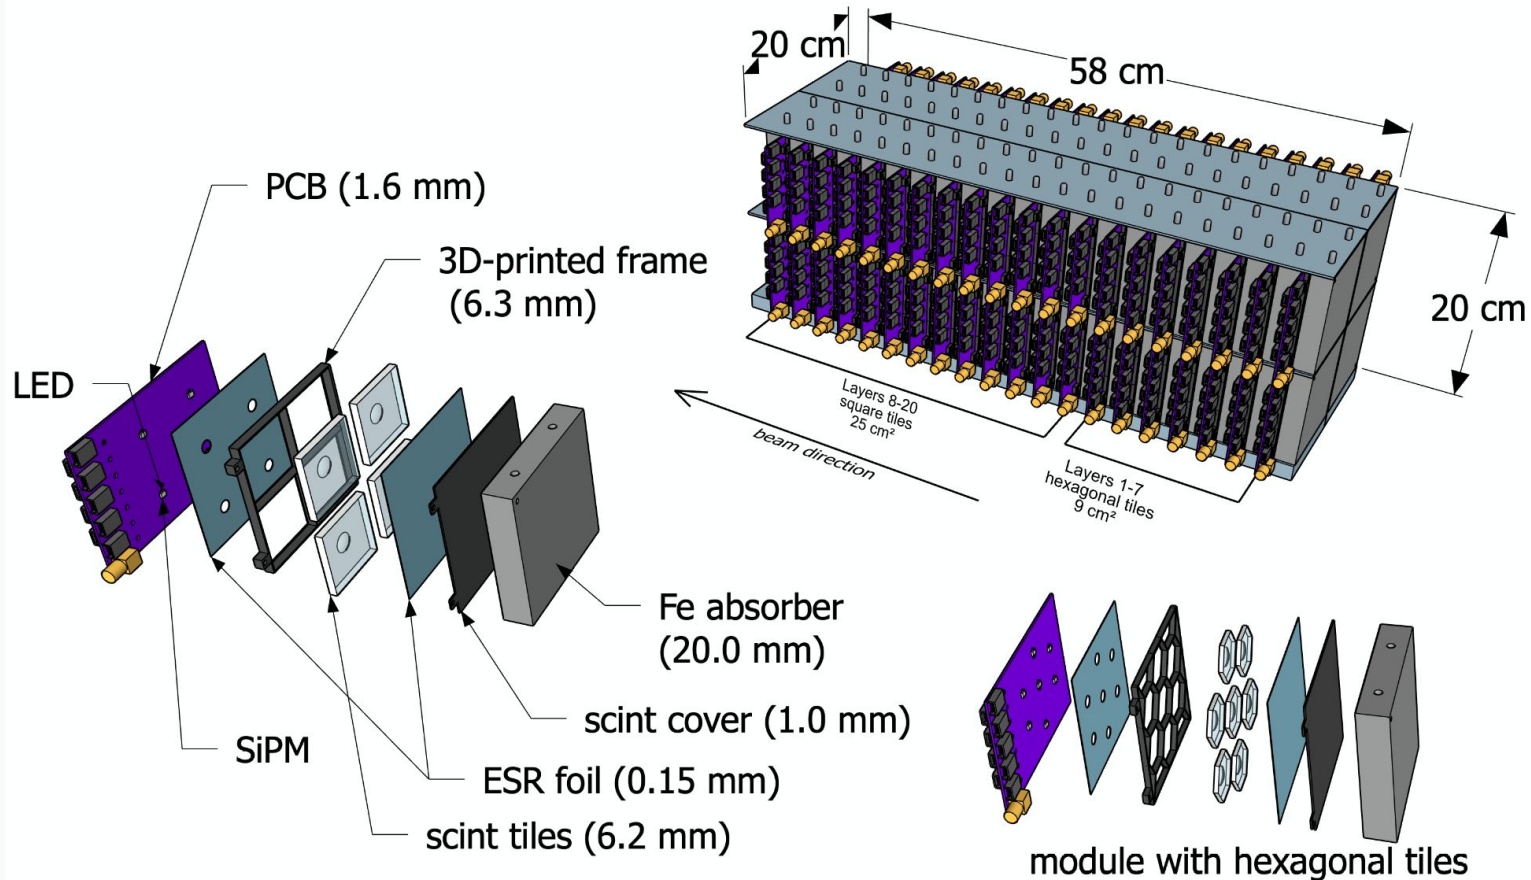 20 cm
58 cm
20 cm
PCB (1.6 mm)
3D-printed frame
(6.3 mm)
LED
Layers 8-20
square tiles
25 cm²
beam direction
Layers 1-7
hexagonal tiles
9 cm²
Fe absorber
(20.0 mm)
scint cover (1.0 mm)
SiPM
ESR foil (0.15 mm)
scint tiles (6.2 mm)
module with hexagonal tiles